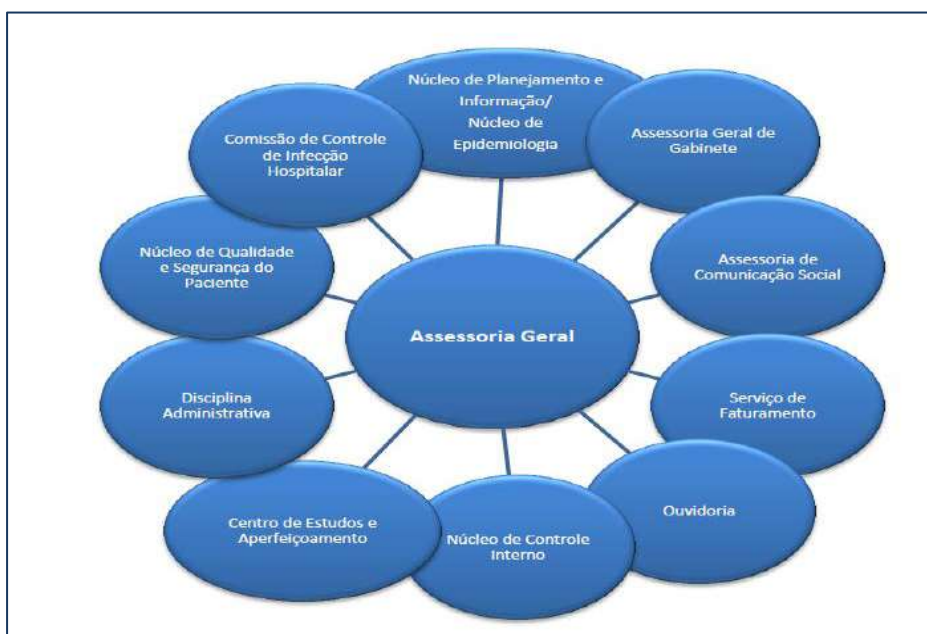 Núcleo de Planejamento e
Informação/
Núcleo de
Epidemiologia
Assessoria Geral de
Gabinete
Assessoria de
Comunicação Social
Serviço de
Faturamento
Ouvidoria
Núcleo de Controle
Interno
Centro de Estudos e
Aperfeiçoamento
Disciplina
Administrativa
Núcleo de Qualidade
e Segurança do
Paciente
Comissão de Controle
de Infecção
Hospitalar
Assessoria Geral